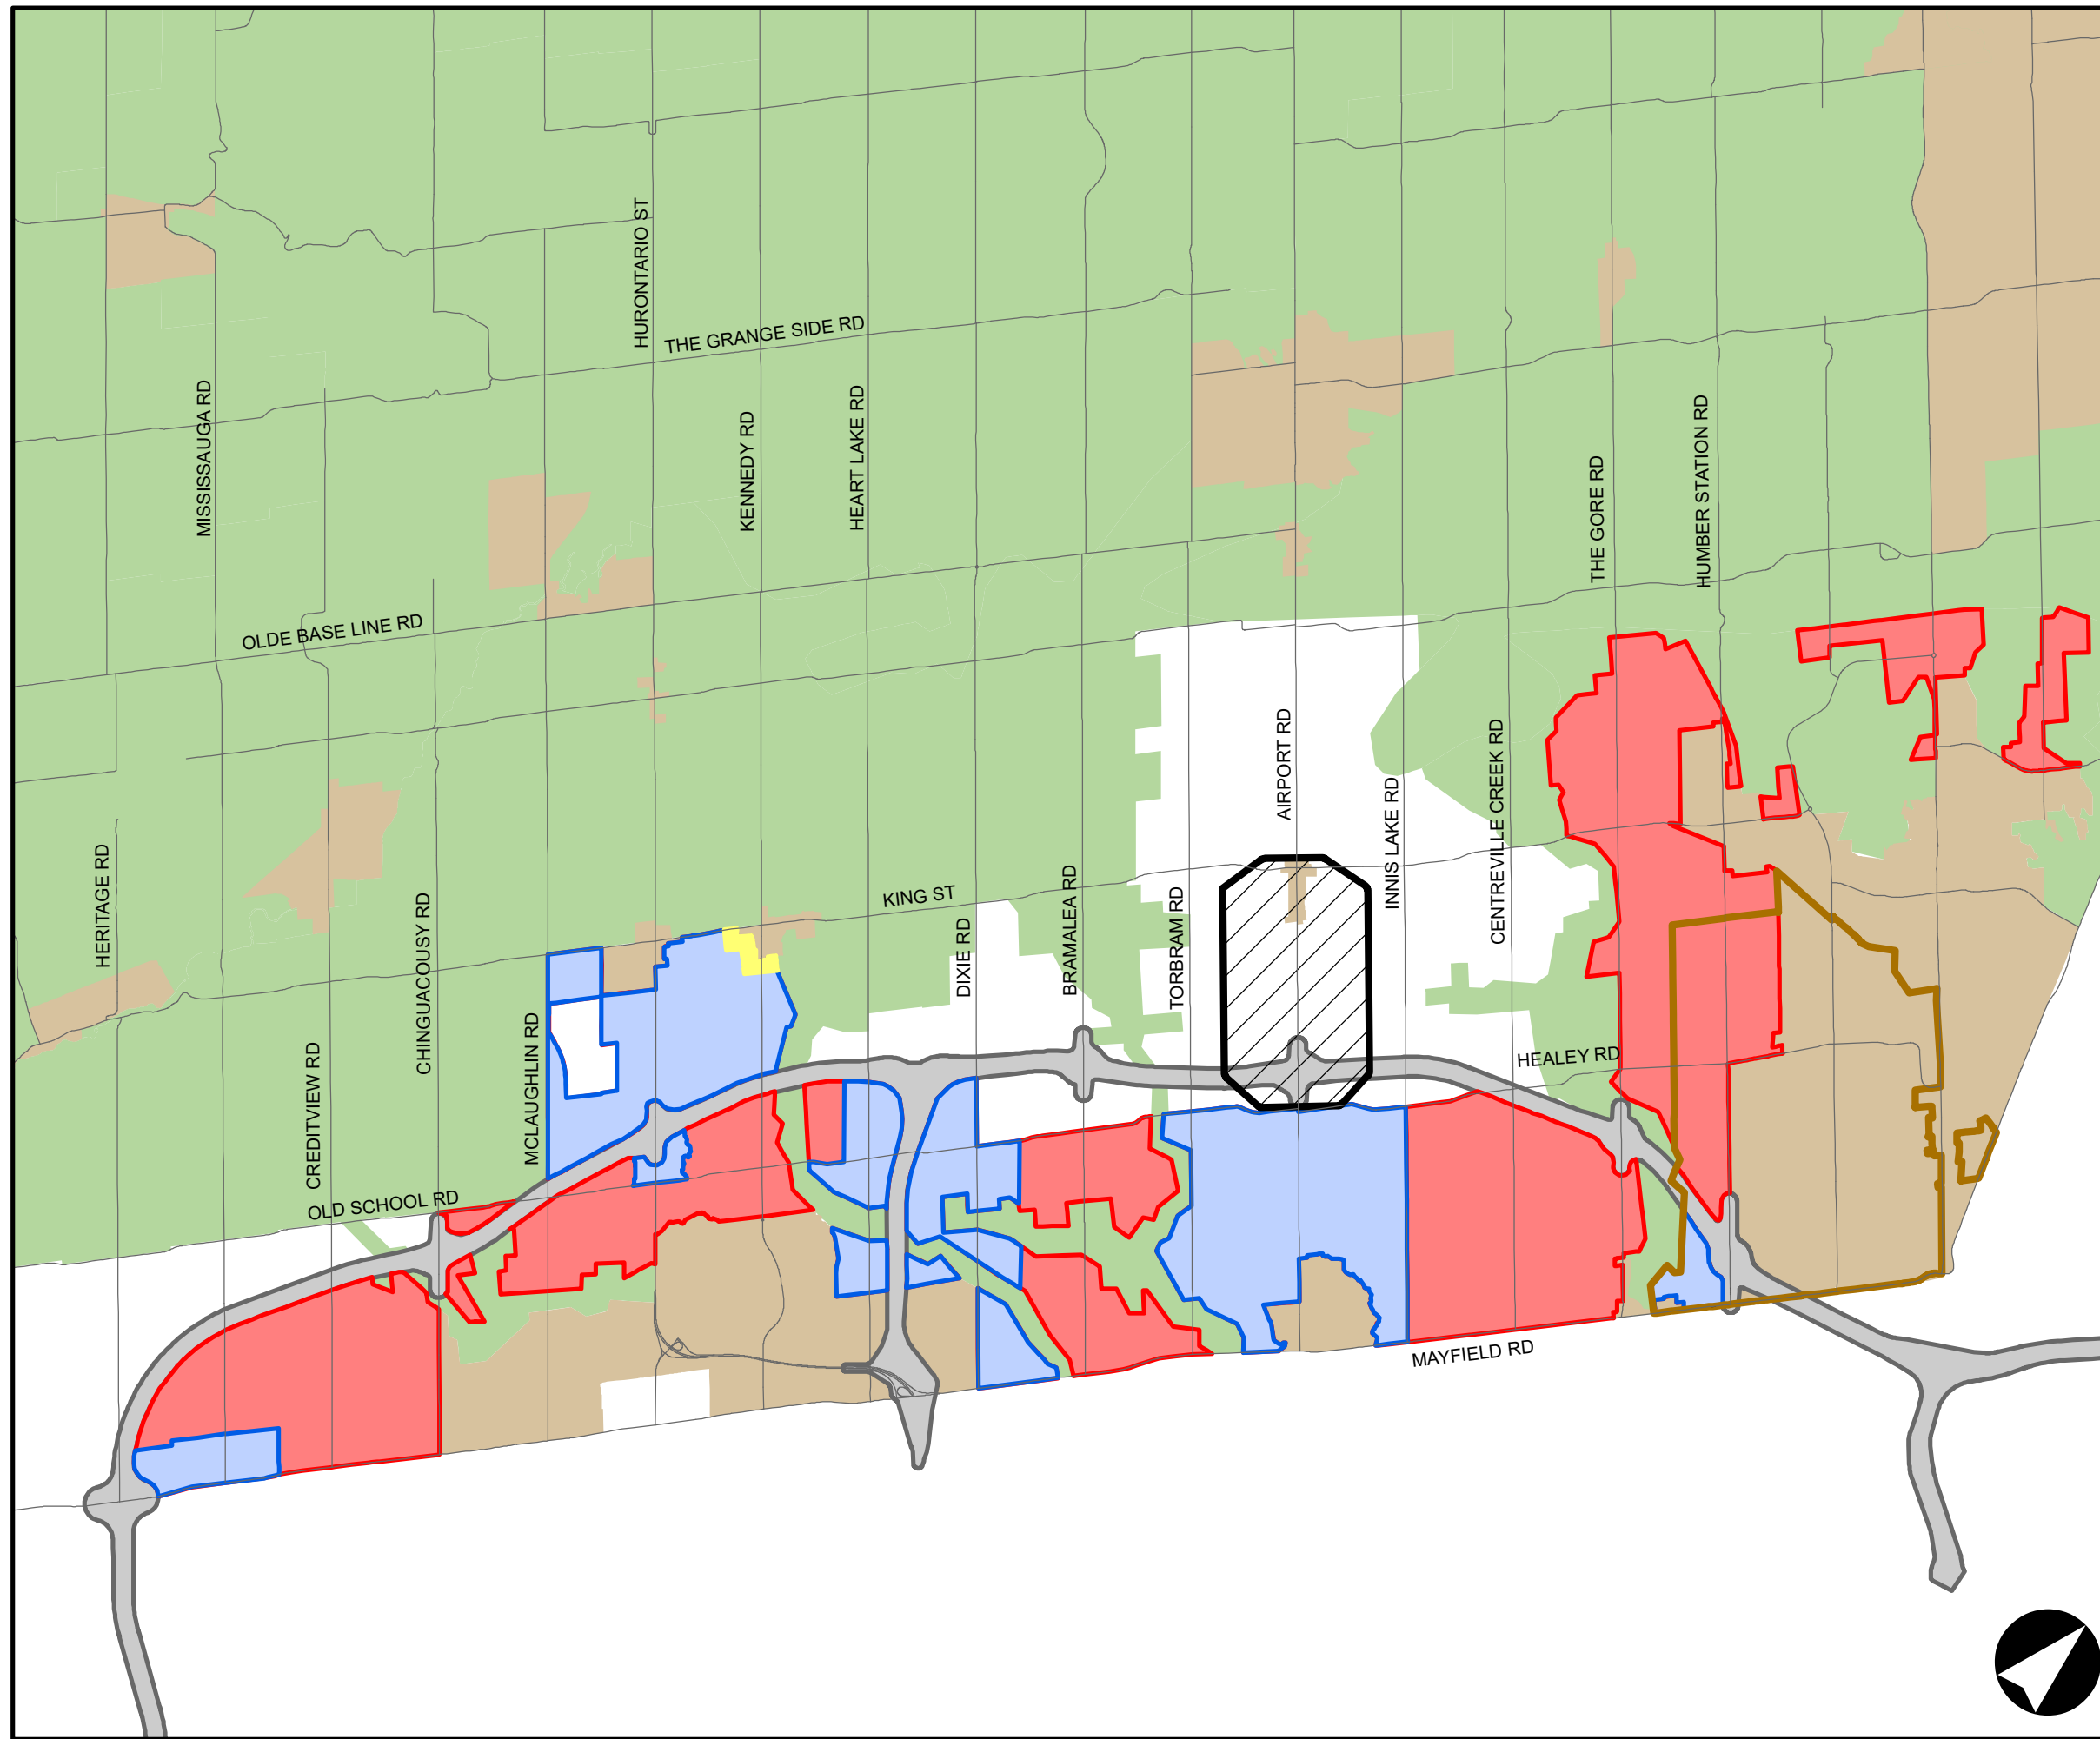 HURONTARIO ST
THE GRANGE SIDE RD
MISSISSAUGA RD
KENNEDY RD
HEART LAKE RD
HUMBER STATION RD
THE GORE RD
OLDE BASE LINE RD
AIRPORT RD
CENTREVILLE CREEK RD
INNIS LAKE RD
HERITAGE RD
KING ST
BRAMALEA RD
TORBRAM RD
CHINGUACOUSY RD
DIXIE RD
MCLAUGHLIN RD
CREDITVIEW RD
HEALEY RD
OLD SCHOOL RD
MAYFIELD RD